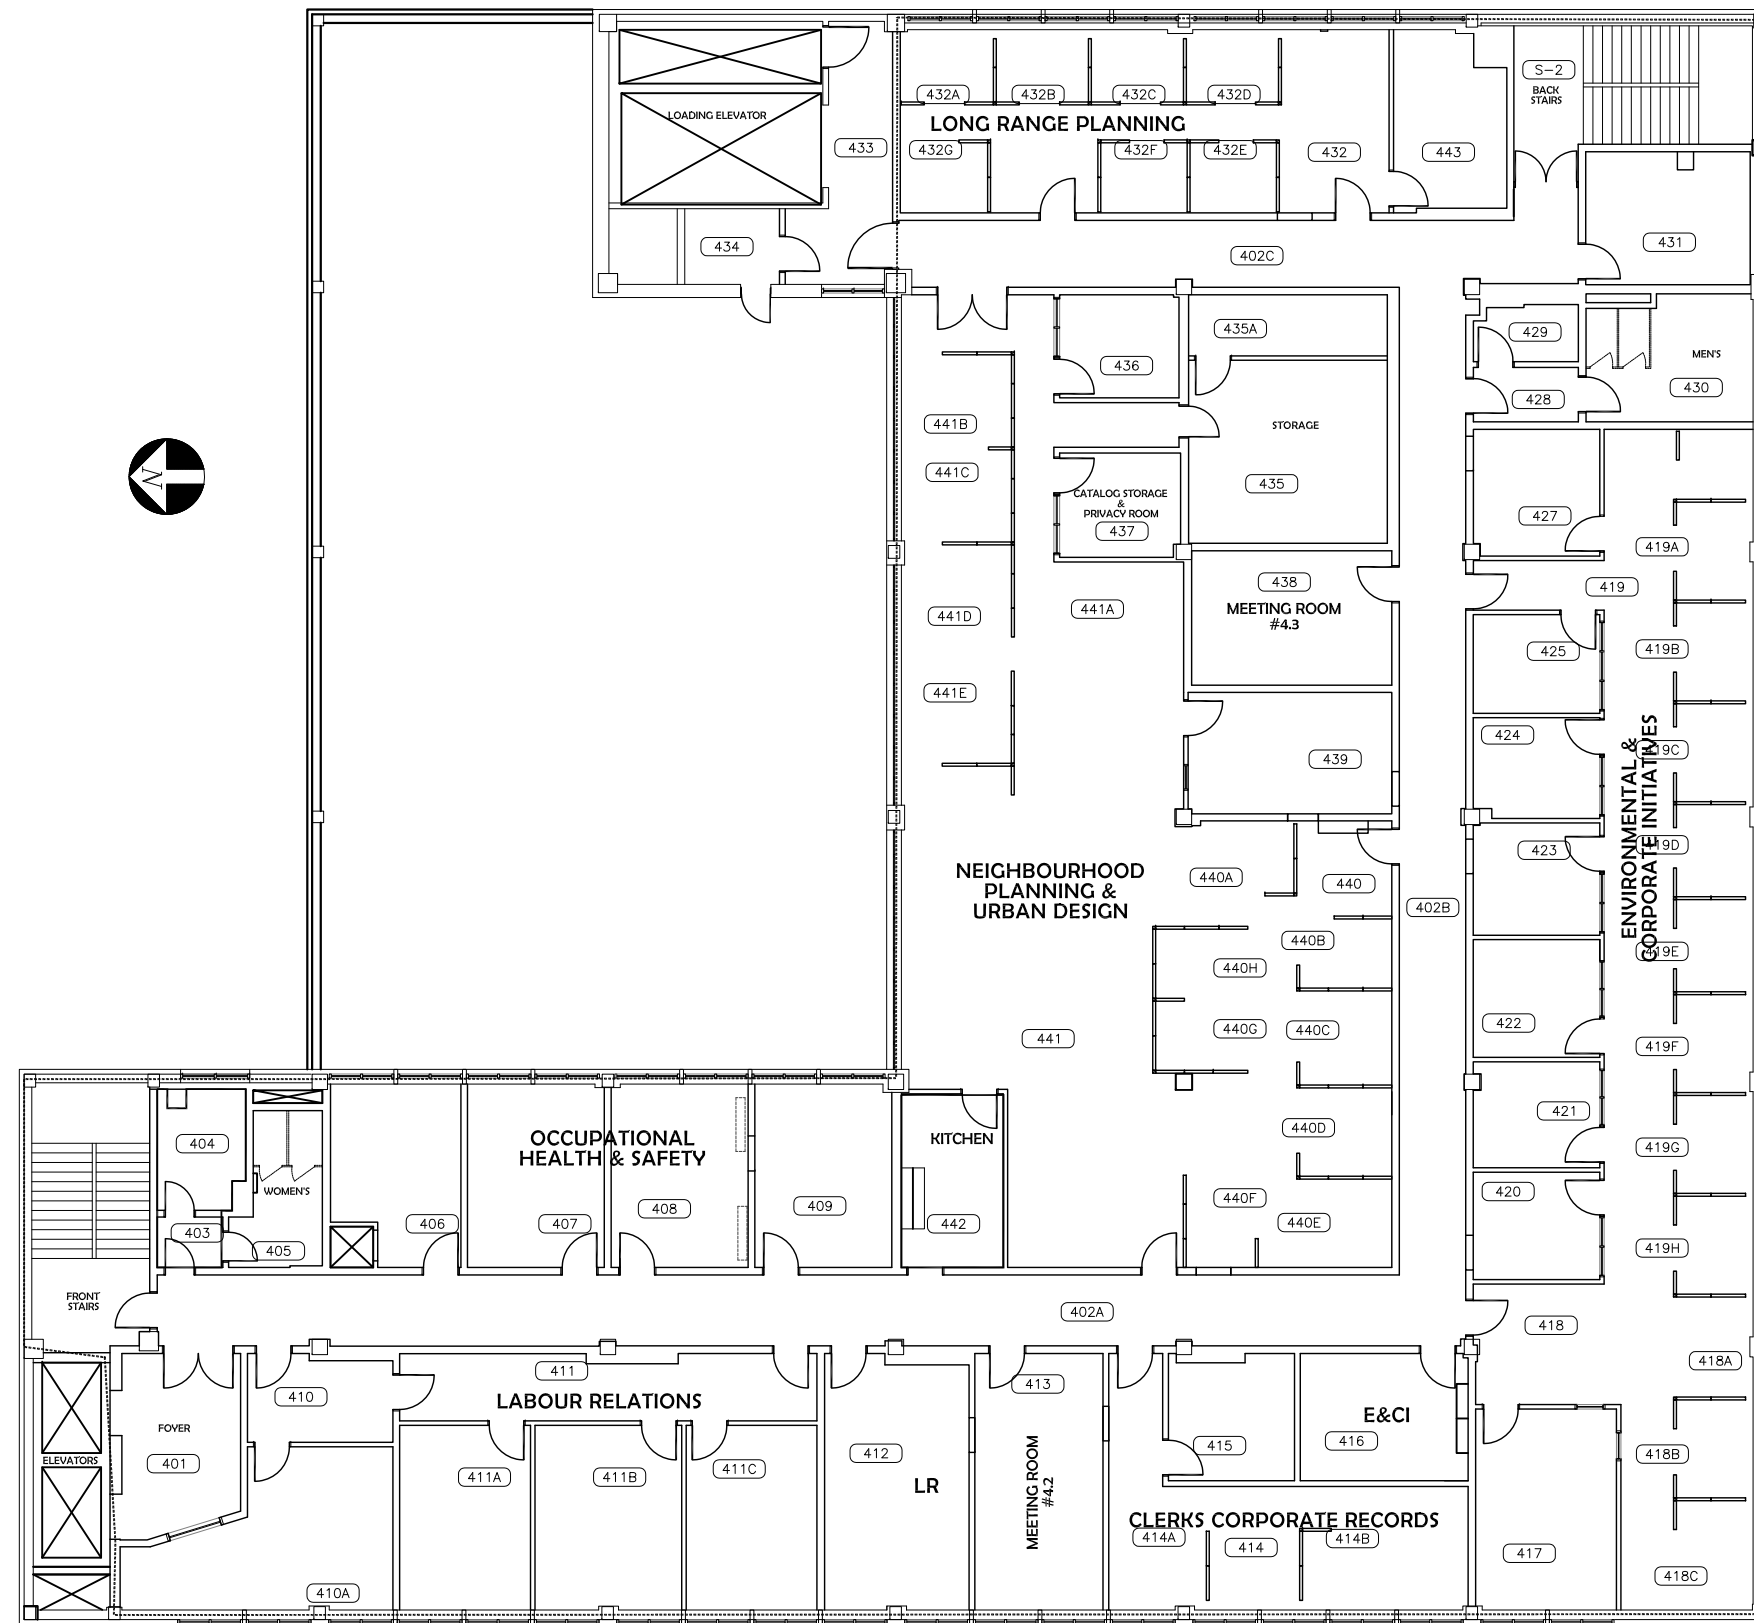 S-2
BACK
STAIRS
432A
432B
432C
432D
LOADING ELEVATOR
LONG RANGE PLANNING
433
432G
432F
432E
432
443
434
402C
431
435A
429
MEN'S
436
430
428
441B
STORAGE
441C
435
CATALOG STORAGE
&
PRIVACY ROOM
437
427
419A
N
438
419
MEETING ROOM
#4.3
441A
441D
425
419B
441E
424
ENVIRONMENTAL &
CORPORATE INITIATIVES
419C
439
423
419D
NEIGHBOURHOOD
PLANNING &
URBAN DESIGN
440A
440
402B
440B
419E
440H
422
440G
440C
441
419F
421
404
OCCUPATIONAL
HEALTH & SAFETY
KITCHEN
440D
419G
WOMEN'S
420
440F
408
409
406
407
442
440E
403
405
419H
FRONT
STAIRS
402A
418
418A
411
413
410
LABOUR RELATIONS
E&CI
FOYER
416
415
412
418B
ELEVATORS
401
411A
411B
411C
LR
MEETING ROOM
#4.2
CLERKS CORPORATE RECORDS
414A
414
414B
417
418C
410A